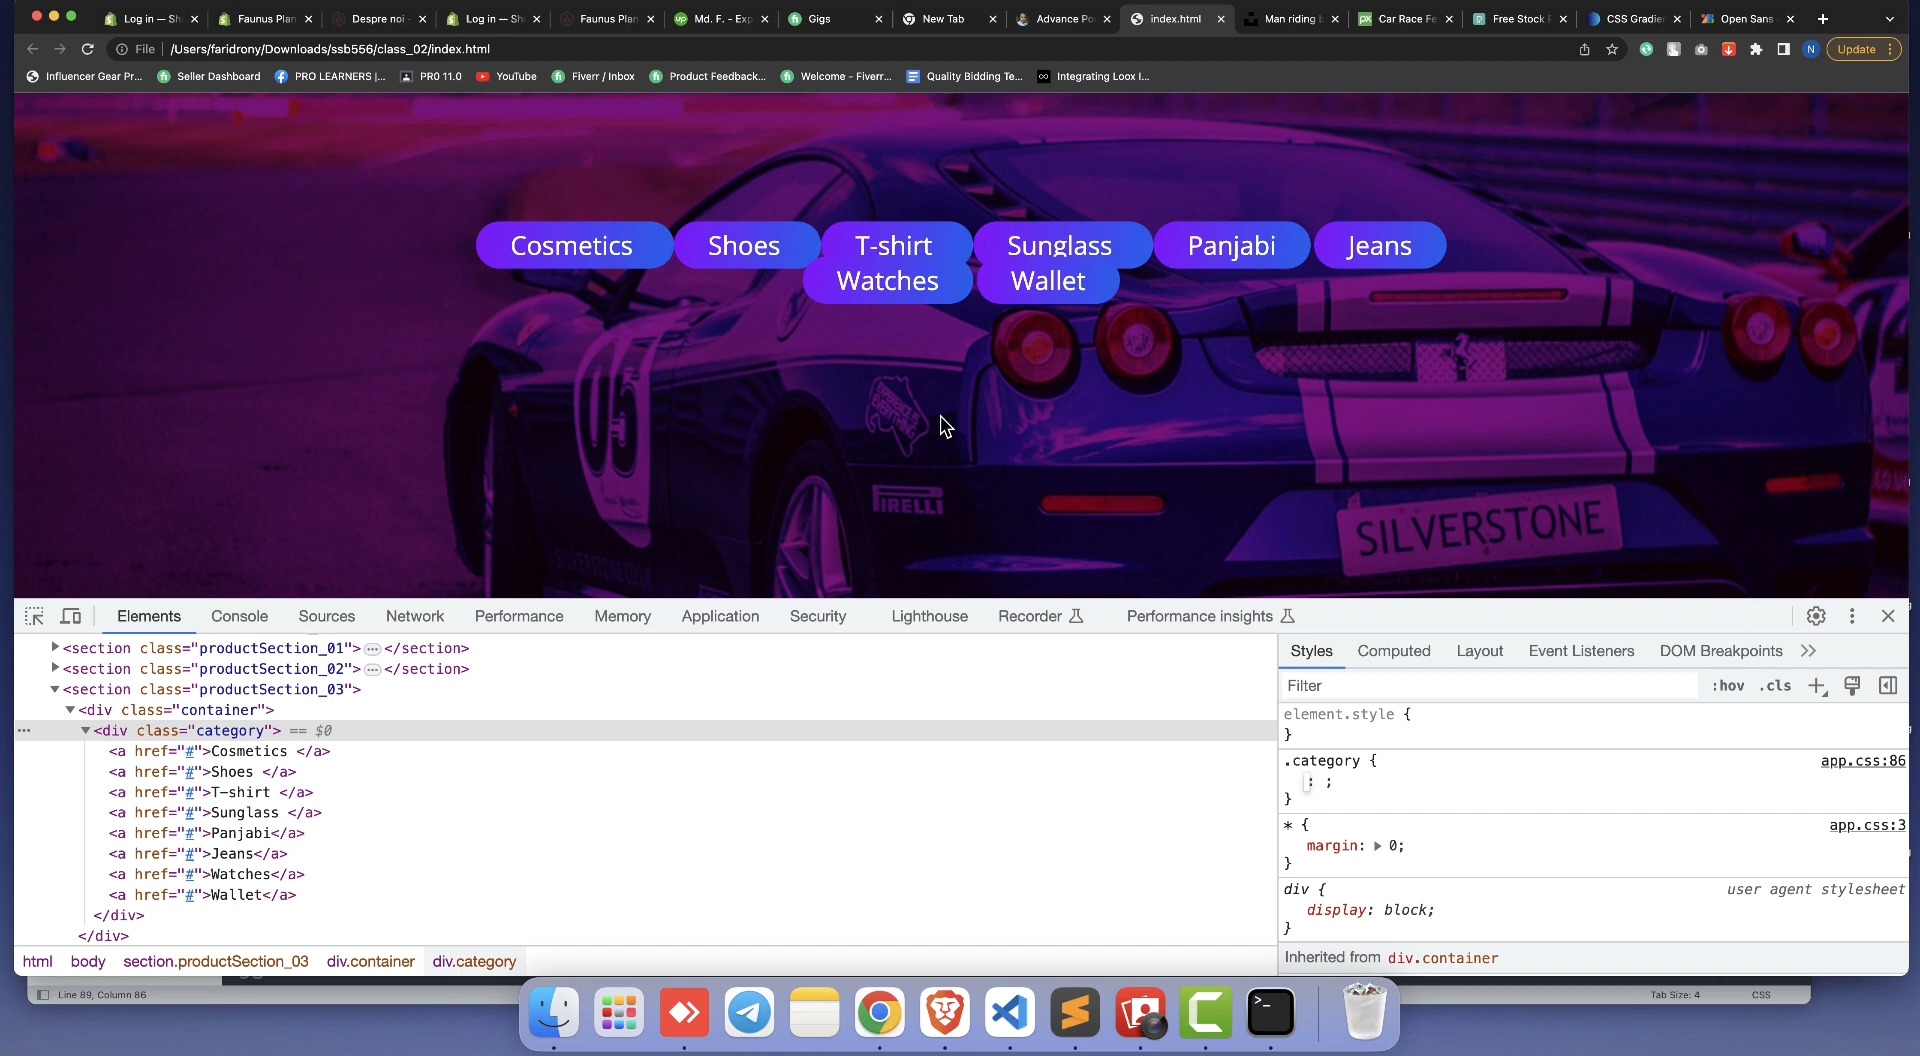 Log in — Sh
Faunus Plan
Despre noi -
Log in — Sh
Faunus Plan
Md. F. - Exp
Gigs
New Tab
Advance Po
index.html
Man riding b
Car Race Fe
Free Stock P
CSS Gradie
Open Sans -
File
/Users/faridrony/Downloads/ssb556/class_02/index.html
N
Update
Influencer Gear Pr...
Seller Dashboard
PRO LEARNERS |...
PRO 11.0
YouTube
Fiverr / Inbox
Product Feedback...
Welcome - Fiverr...
Quality Bidding Te...
Integrating Loox I...
Cosmetics
Shoes
T-shirt
Sunglass
Panjabi
Jeans
Watches
Wallet
EXPERIENCE IS EVERYTHING
PIRELLI
SILVERSTONE
Elements
Console
Sources
Network
Performance
Memory
Application
Security
Lighthouse
Recorder
Performance insights
<section class="productSection_01"> ... </section>
<section class="productSection_02"> ... </section>
<section class="productSection_03">
<div class="container">
<div class="category"> == $0
<a href="#">Cosmetics </a>
<a href="#">Shoes </a>
<a href="#">T-shirt </a>
<a href="#">Sunglass </a>
<a href="#">Panjabi</a>
<a href="#">Jeans</a>
<a href="#">Watches</a>
<a href="#">Wallet</a>
</div>
</div>
html
body
section.productSection_03
div.container
div.category
Styles
Computed
Layout
Event Listeners
DOM Breakpoints
Filter
:hov
.cls
element.style {
}
.category {
app.css:86
: ;
}
* {
app.css:3
margin: 0;
}
div {
user agent stylesheet
display: block;
}
Inherited from div.container
Line 89, Column 86
Tab Size: 4
CSS